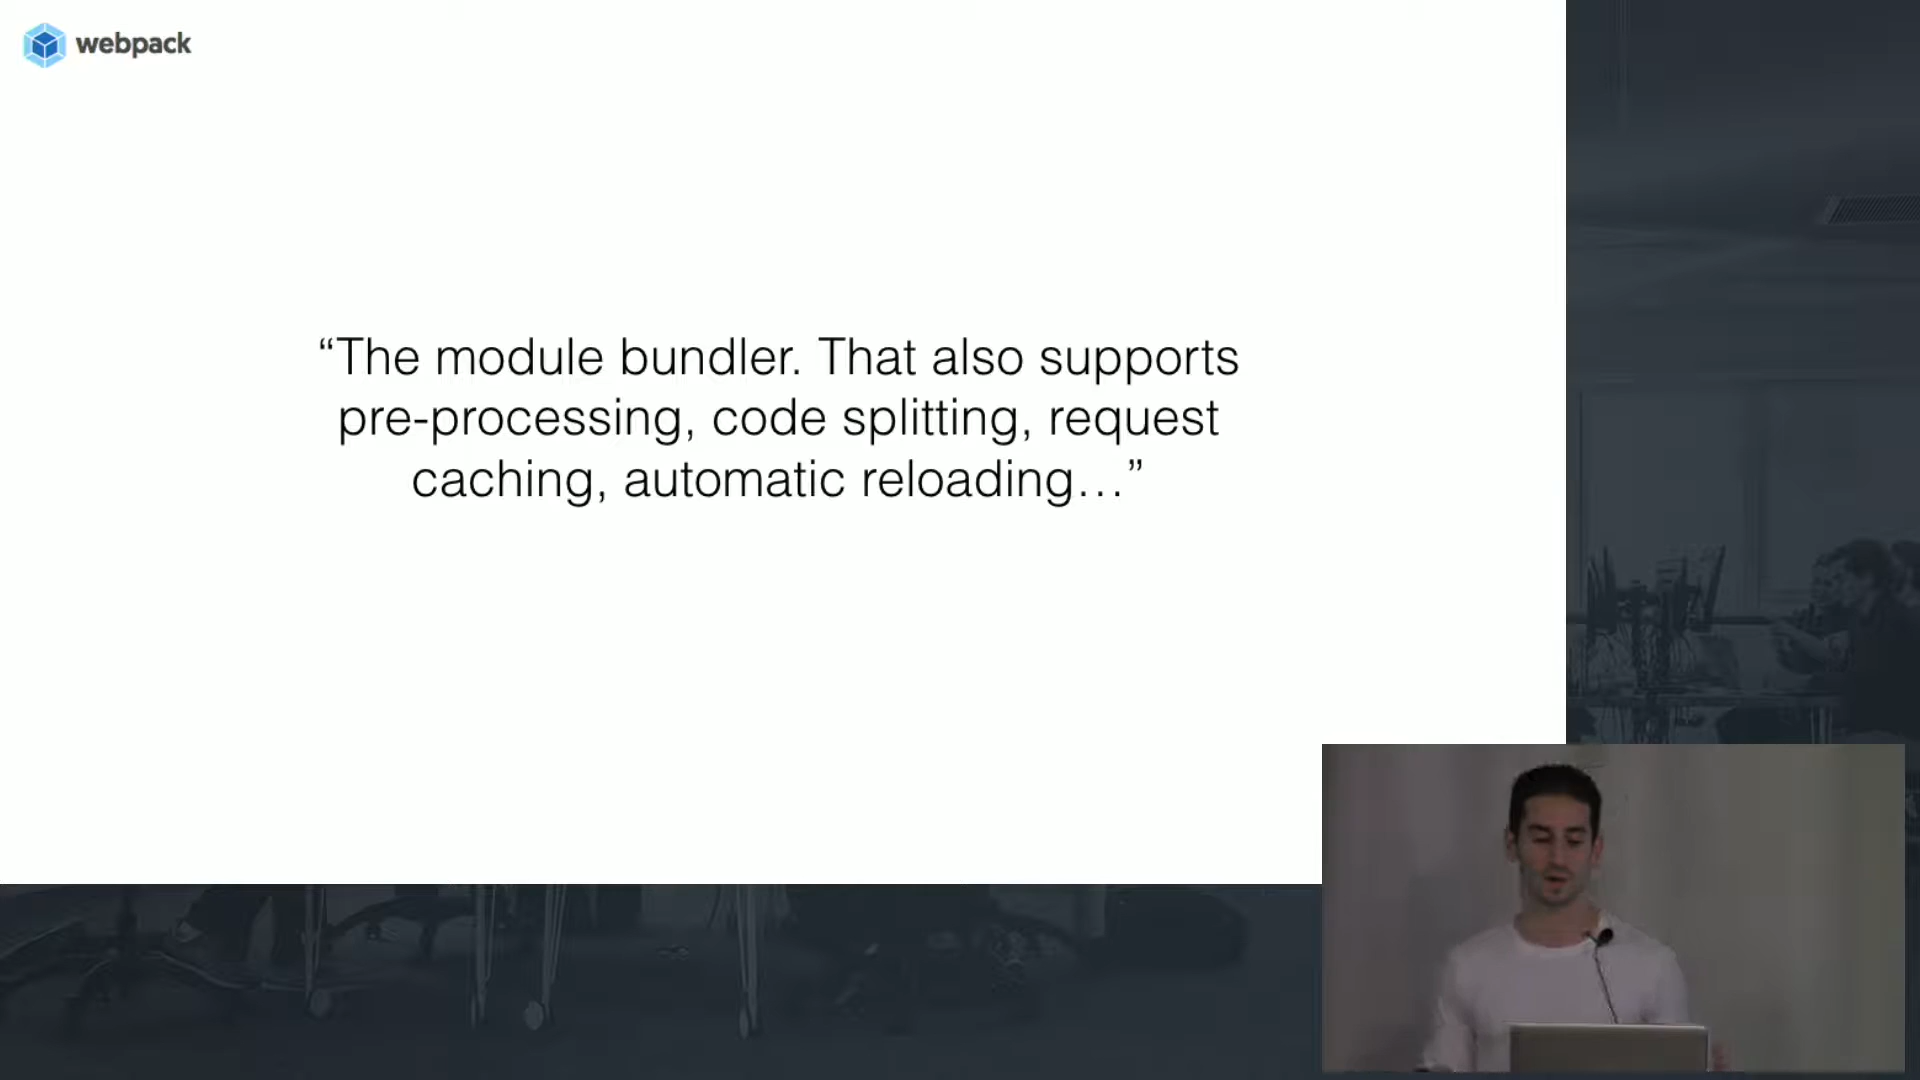 webpack
“The module bundler. That also supports
pre-processing, code splitting, request
caching, automatic reloading…”